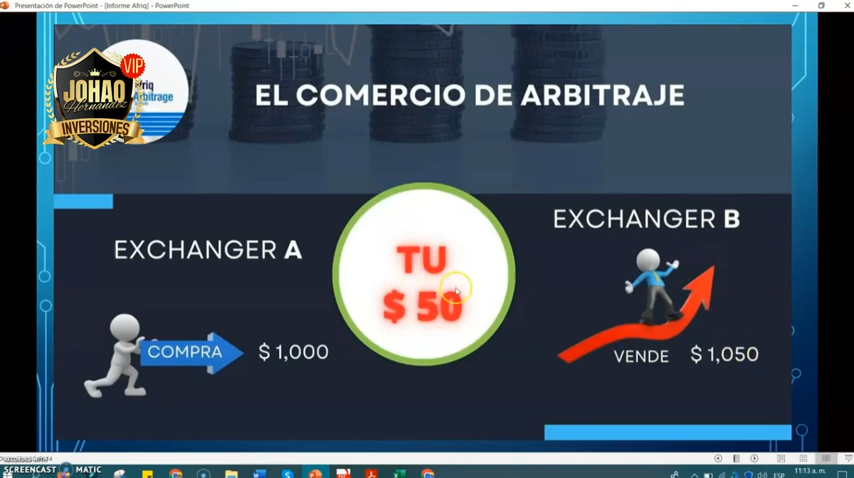 Presentación de PowerPoint - [Informe Afriq] - PowerPoint
VIP
JOHAO
Hernandez
INVERSIONES
friq
Arbitrage
EL COMERCIO DE ARBITRAJE
EXCHANGER A
EXCHANGER B
TU
$ 50
COMPRA
$ 1,000
VENDE
$ 1,050
SCREENCAST
MATIC
ESP
11:13 a. m.